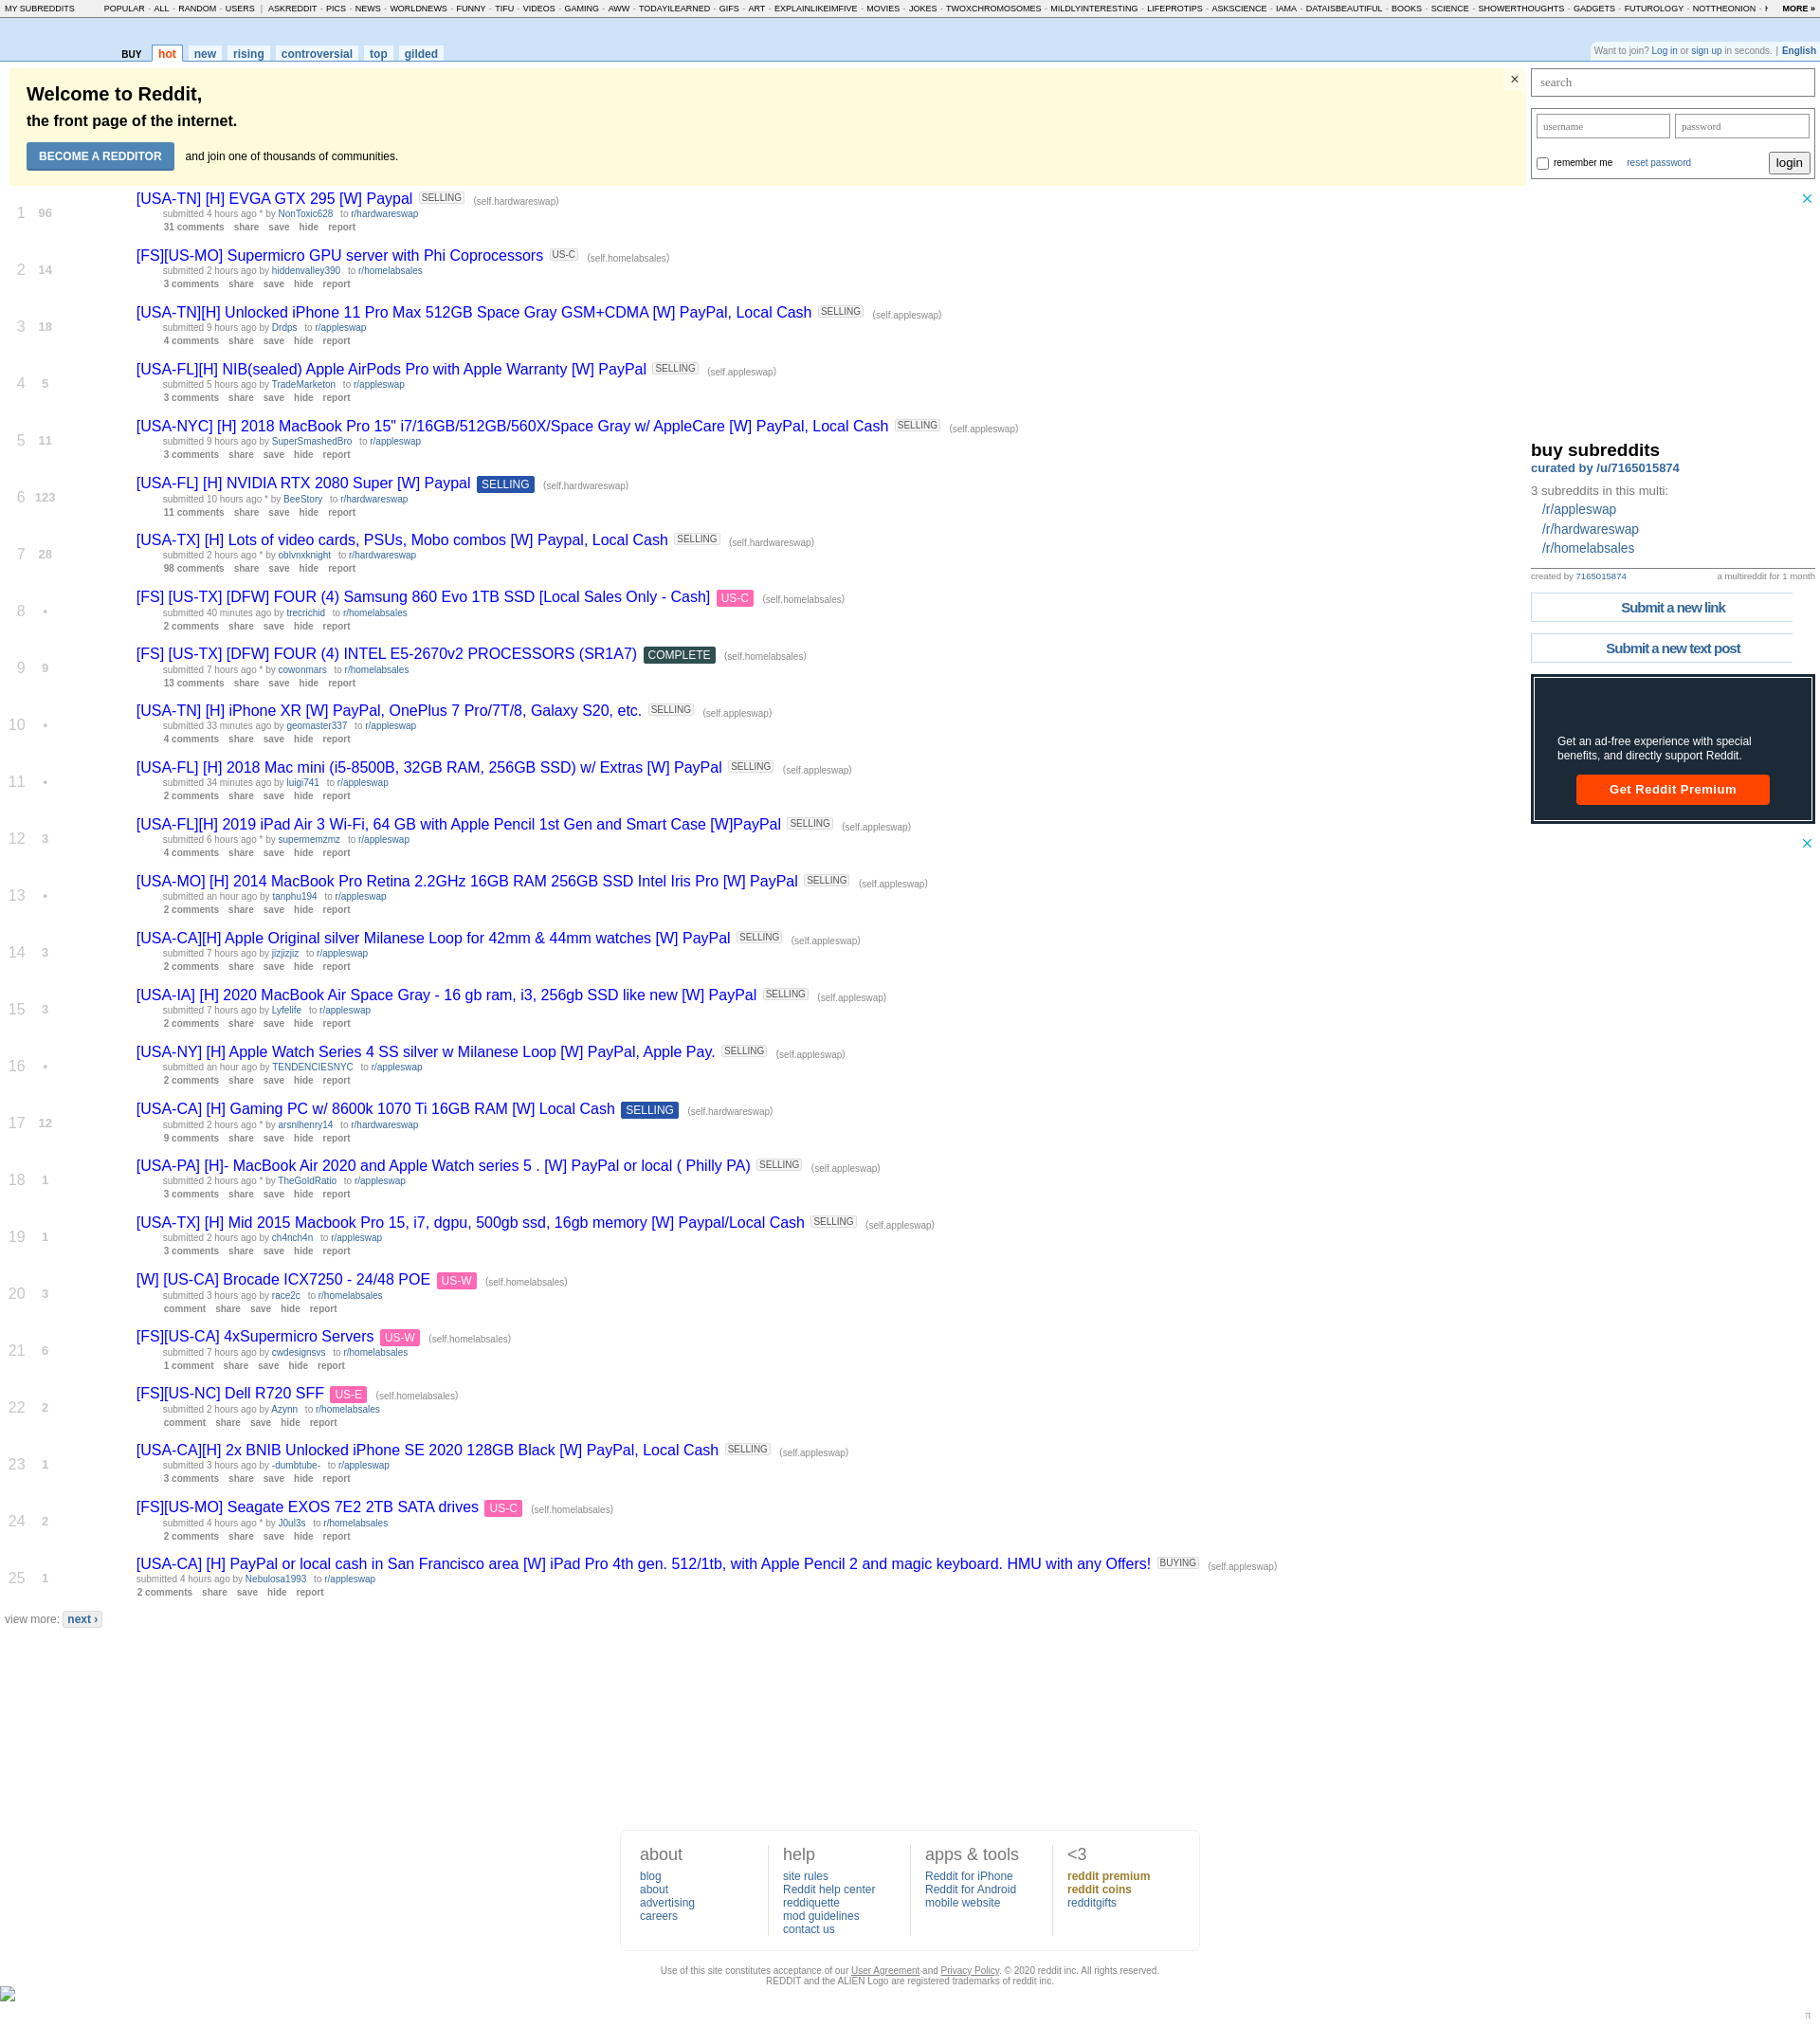 MY SUBREDDITS POPULAR - ALL - RANDOM - USERS | ASKREDDIT - PICS - NEWS - WORLDNEWS - FUNNY - TIFU - VIDEOS - GAMING - AWW - TODAYILEARNED - GIFS - ART - EXPLAINLIKEIMFIVE - MOVIES - JOKES - TWOXCHROMOSOMES - MILDLYINTERESTING - LIFEPROTIPS - ASKSCIENCE - IAMA - DATAISBEAUTIFUL - BOOKS - SCIENCE - SHOWERTHOUGHTS - GADGETS - FUTUROLOGY - NOTTHEONION - MORE »
BUY hot new rising controversial top gilded
Want to join? Log in or sign up in seconds. | English
Welcome to Reddit,
the front page of the internet.
BECOME A REDDITOR and join one of thousands of communities.
×
search
username password
remember me reset password login
1 96 [USA-TN] [H] EVGA GTX 295 [W] Paypal SELLING (self.hardwareswap)
submitted 4 hours ago * by NonToxic628 to r/hardwareswap
31 comments share save hide report
2 14 [FS][US-MO] Supermicro GPU server with Phi Coprocessors US-C (self.homelabsales)
submitted 2 hours ago by hiddenvalley390 to r/homelabsales
3 comments share save hide report
3 18 [USA-TN][H] Unlocked iPhone 11 Pro Max 512GB Space Gray GSM+CDMA [W] PayPal, Local Cash SELLING (self.appleswap)
submitted 9 hours ago by Drdps to r/appleswap
4 comments share save hide report
4 5 [USA-FL][H] NIB(sealed) Apple AirPods Pro with Apple Warranty [W] PayPal SELLING (self.appleswap)
submitted 5 hours ago by TradeMarketon to r/appleswap
3 comments share save hide report
5 11 [USA-NYC] [H] 2018 MacBook Pro 15" i7/16GB/512GB/560X/Space Gray w/ AppleCare [W] PayPal, Local Cash SELLING (self.appleswap)
submitted 9 hours ago by SuperSmashedBro to r/appleswap
3 comments share save hide report
6 123 [USA-FL] [H] NVIDIA RTX 2080 Super [W] Paypal SELLING (self.hardwareswap)
submitted 10 hours ago * by BeeStory to r/hardwareswap
11 comments share save hide report
7 28 [USA-TX] [H] Lots of video cards, PSUs, Mobo combos [W] Paypal, Local Cash SELLING (self.hardwareswap)
submitted 2 hours ago * by oblvnxknight to r/hardwareswap
98 comments share save hide report
8 • [FS] [US-TX] [DFW] FOUR (4) Samsung 860 Evo 1TB SSD [Local Sales Only - Cash] US-C (self.homelabsales)
submitted 40 minutes ago by trecrichid to r/homelabsales
2 comments share save hide report
9 9 [FS] [US-TX] [DFW] FOUR (4) INTEL E5-2670v2 PROCESSORS (SR1A7) COMPLETE (self.homelabsales)
submitted 7 hours ago * by cowonmars to r/homelabsales
13 comments share save hide report
10 • [USA-TN] [H] iPhone XR [W] PayPal, OnePlus 7 Pro/7T/8, Galaxy S20, etc. SELLING (self.appleswap)
submitted 33 minutes ago by geomaster337 to r/appleswap
4 comments share save hide report
11 • [USA-FL] [H] 2018 Mac mini (i5-8500B, 32GB RAM, 256GB SSD) w/ Extras [W] PayPal SELLING (self.appleswap)
submitted 34 minutes ago by luigi741 to r/appleswap
2 comments share save hide report
12 3 [USA-FL][H] 2019 iPad Air 3 Wi-Fi, 64 GB with Apple Pencil 1st Gen and Smart Case [W]PayPal SELLING (self.appleswap)
submitted 6 hours ago * by supermemzmz to r/appleswap
4 comments share save hide report
13 • [USA-MO] [H] 2014 MacBook Pro Retina 2.2GHz 16GB RAM 256GB SSD Intel Iris Pro [W] PayPal SELLING (self.appleswap)
submitted an hour ago by tanphu194 to r/appleswap
2 comments share save hide report
14 3 [USA-CA][H] Apple Original silver Milanese Loop for 42mm & 44mm watches [W] PayPal SELLING (self.appleswap)
submitted 7 hours ago by jizjizjiz to r/appleswap
2 comments share save hide report
15 3 [USA-IA] [H] 2020 MacBook Air Space Gray - 16 gb ram, i3, 256gb SSD like new [W] PayPal SELLING (self.appleswap)
submitted 7 hours ago by Lyfelife to r/appleswap
2 comments share save hide report
16 • [USA-NY] [H] Apple Watch Series 4 SS silver w Milanese Loop [W] PayPal, Apple Pay. SELLING (self.appleswap)
submitted an hour ago by TENDENCIESNYC to r/appleswap
2 comments share save hide report
17 12 [USA-CA] [H] Gaming PC w/ 8600k 1070 Ti 16GB RAM [W] Local Cash SELLING (self.hardwareswap)
submitted 2 hours ago * by arsnlhenry14 to r/hardwareswap
9 comments share save hide report
18 1 [USA-PA] [H]- MacBook Air 2020 and Apple Watch series 5 . [W] PayPal or local ( Philly PA) SELLING (self.appleswap)
submitted 2 hours ago * by TheGoldRatio to r/appleswap
3 comments share save hide report
19 1 [USA-TX] [H] Mid 2015 Macbook Pro 15, i7, dgpu, 500gb ssd, 16gb memory [W] Paypal/Local Cash SELLING (self.appleswap)
submitted 2 hours ago by ch4nch4n to r/appleswap
3 comments share save hide report
20 3 [W] [US-CA] Brocade ICX7250 - 24/48 POE US-W (self.homelabsales)
submitted 3 hours ago by race2c to r/homelabsales
comment share save hide report
21 6 [FS][US-CA] 4xSupermicro Servers US-W (self.homelabsales)
submitted 7 hours ago by cwdesignsvs to r/homelabsales
1 comment share save hide report
22 2 [FS][US-NC] Dell R720 SFF US-E (self.homelabsales)
submitted 2 hours ago by Azynn to r/homelabsales
comment share save hide report
23 1 [USA-CA][H] 2x BNIB Unlocked iPhone SE 2020 128GB Black [W] PayPal, Local Cash SELLING (self.appleswap)
submitted 3 hours ago by -dumbtube- to r/appleswap
3 comments share save hide report
24 2 [FS][US-MO] Seagate EXOS 7E2 2TB SATA drives US-C (self.homelabsales)
submitted 4 hours ago * by J0ul3s to r/homelabsales
2 comments share save hide report
25 1 [USA-CA] [H] PayPal or local cash in San Francisco area [W] iPad Pro 4th gen. 512/1tb, with Apple Pencil 2 and magic keyboard. HMU with any Offers! BUYING (self.appleswap)
submitted 4 hours ago by Nebulosa1993 to r/appleswap
2 comments share save hide report
view more: next ›
buy subreddits
curated by /u/7165015874
3 subreddits in this multi:
/r/appleswap
/r/hardwareswap
/r/homelabsales
created by 7165015874 a multireddit for 1 month
Submit a new link
Submit a new text post
Get an ad-free experience with special
benefits, and directly support Reddit.
Get Reddit Premium
about
blog
about
advertising
careers
help
site rules
Reddit help center
reddiquette
mod guidelines
contact us
apps & tools
Reddit for iPhone
Reddit for Android
mobile website
<3
reddit premium
reddit coins
redditgifts
Use of this site constitutes acceptance of our User Agreement and Privacy Policy. © 2020 reddit inc. All rights reserved.
REDDIT and the ALIEN Logo are registered trademarks of reddit inc.
π